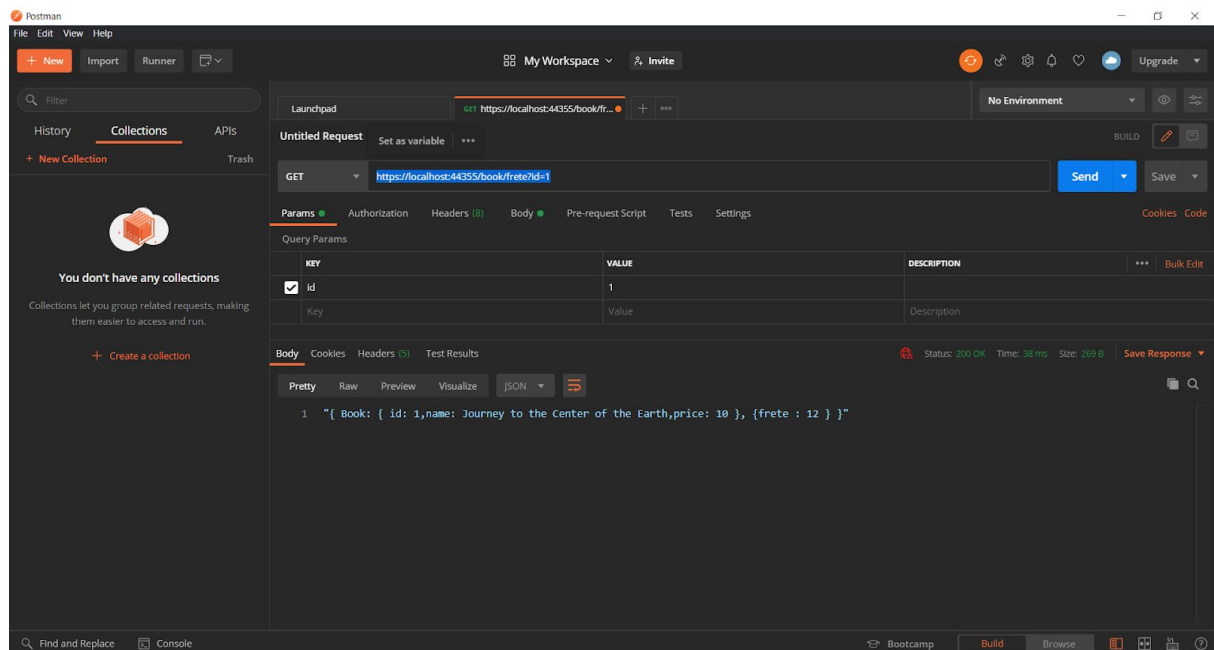 Postman
File Edit View Help
+ New Import Runner My Workspace Invite Upgrade
Filter
History Collections APIs
+ New Collection Trash
You don't have any collections
Collections let you group related requests, making
them easier to access and run.
+ Create a collection
Launchpad GET https://localhost:44355/book/fr... + ooo No Environment
Untitled Request Set as variable BUILD
GET https://localhost:44355/book/frete?id=1 Send Save
Params Authorization Headers (8) Body Pre-request Script Tests Settings Cookies Code
Query Params
KEY VALUE DESCRIPTION ••• Bulk Edit
id 1
Key Value Description
Body Cookies Headers (5) Test Results Status: 200 OK Time: 38 ms Size: 269 B Save Response
Pretty Raw Preview Visualize JSON
1 "{ Book: { id: 1,name: Journey to the Center of the Earth,price: 10 }, {frete : 12 } }"
Find and Replace Console Bootcamp Build Browse